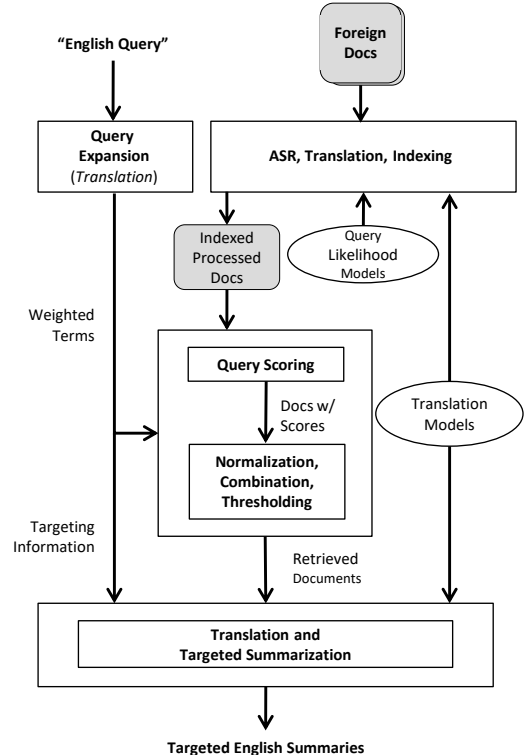 “English Query”
Foreign
Docs
Query
Expansion
(Translation)
ASR, Translation, Indexing
Indexed
Processed
Docs
Query
Likelihood
Models
Weighted
Terms
Query Scoring
Docs w/
Scores
Translation
Models
Normalization,
Combination,
Thresholding
Targeting
Information
Retrieved
Documents
Translation and
Targeted Summarization
Targeted English Summaries